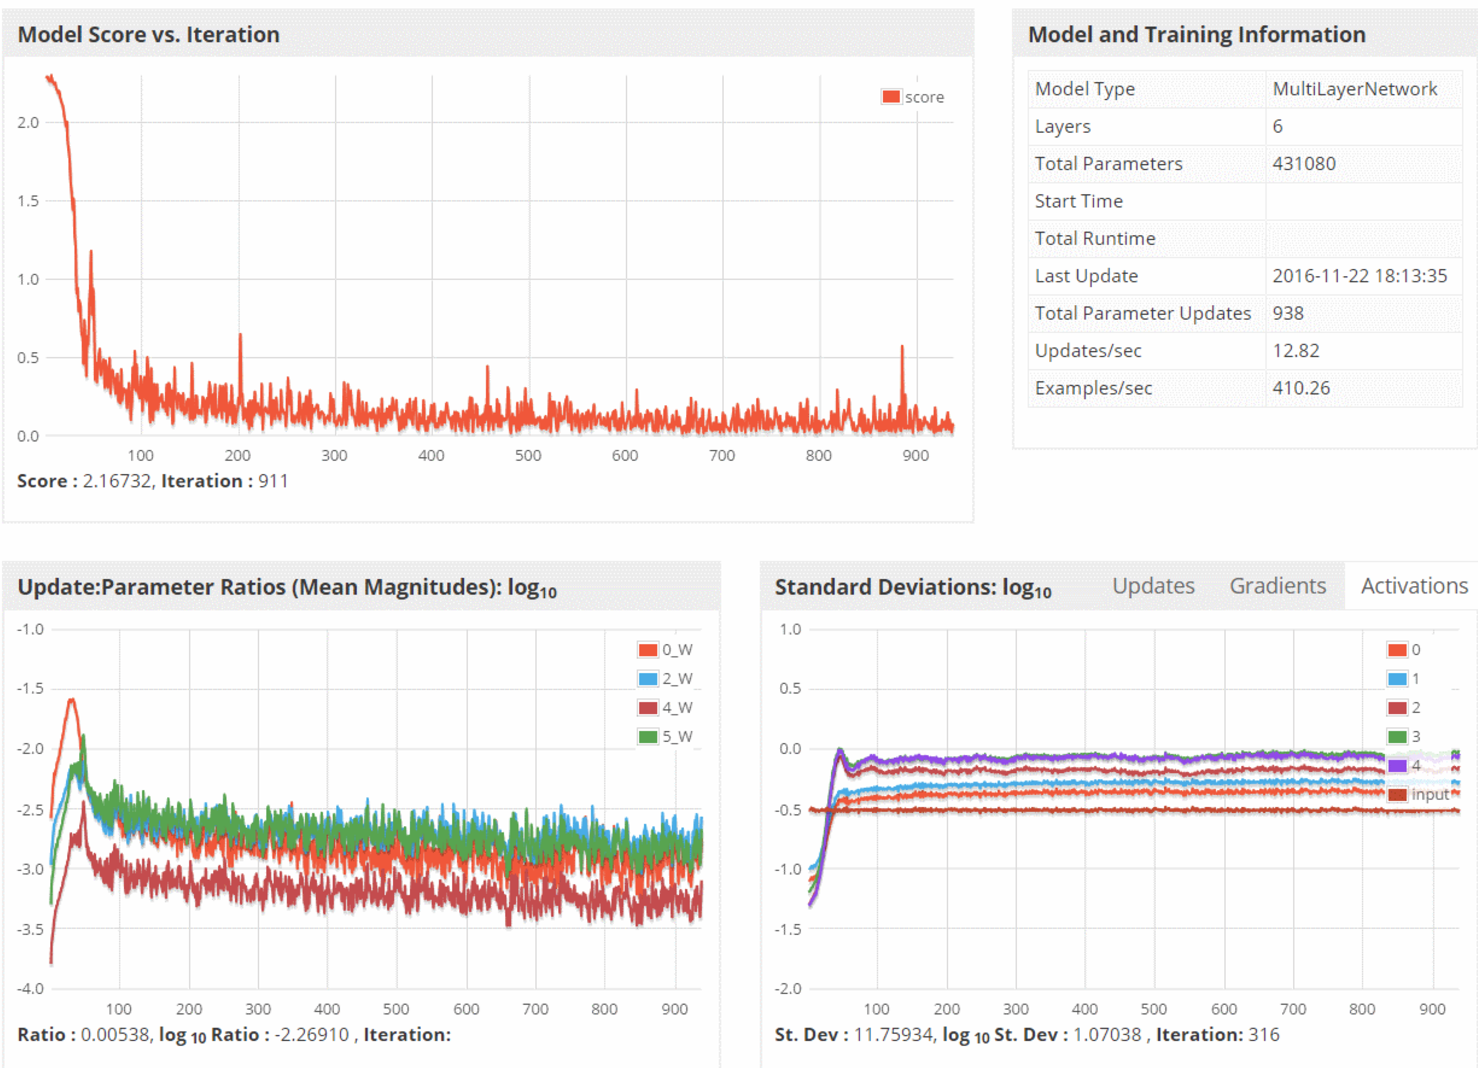 Model Score vs. Iteration
score
2.0
1.5
1.0
0.5
0.0
100 200 300 400 500 600 700 800 900
Score : 2.16732, Iteration : 911
Model and Training Information
Model Type MultiLayerNetwork
Layers 6
Total Parameters 431080
Start Time
Total Runtime
Last Update 2016-11-22 18:13:35
Total Parameter Updates 938
Updates/sec 12.82
Examples/sec 410.26
Update:Parameter Ratios (Mean Magnitudes): log10
-1.0
-1.5
-2.0
-2.5
-3.0
-3.5
-4.0
0_W
2_W
4_W
5_W
100 200 300 400 500 600 700 800 900
Ratio : 0.00538, log 10 Ratio : -2.26910 , Iteration:
Standard Deviations: log10 Updates Gradients Activations
1.0
0.5
0.0
-0.5
-1.0
-1.5
-2.0
0
1
2
3
4
input
100 200 300 400 500 600 700 800 900
St. Dev : 11.75934, log 10 St. Dev : 1.07038 , Iteration: 316